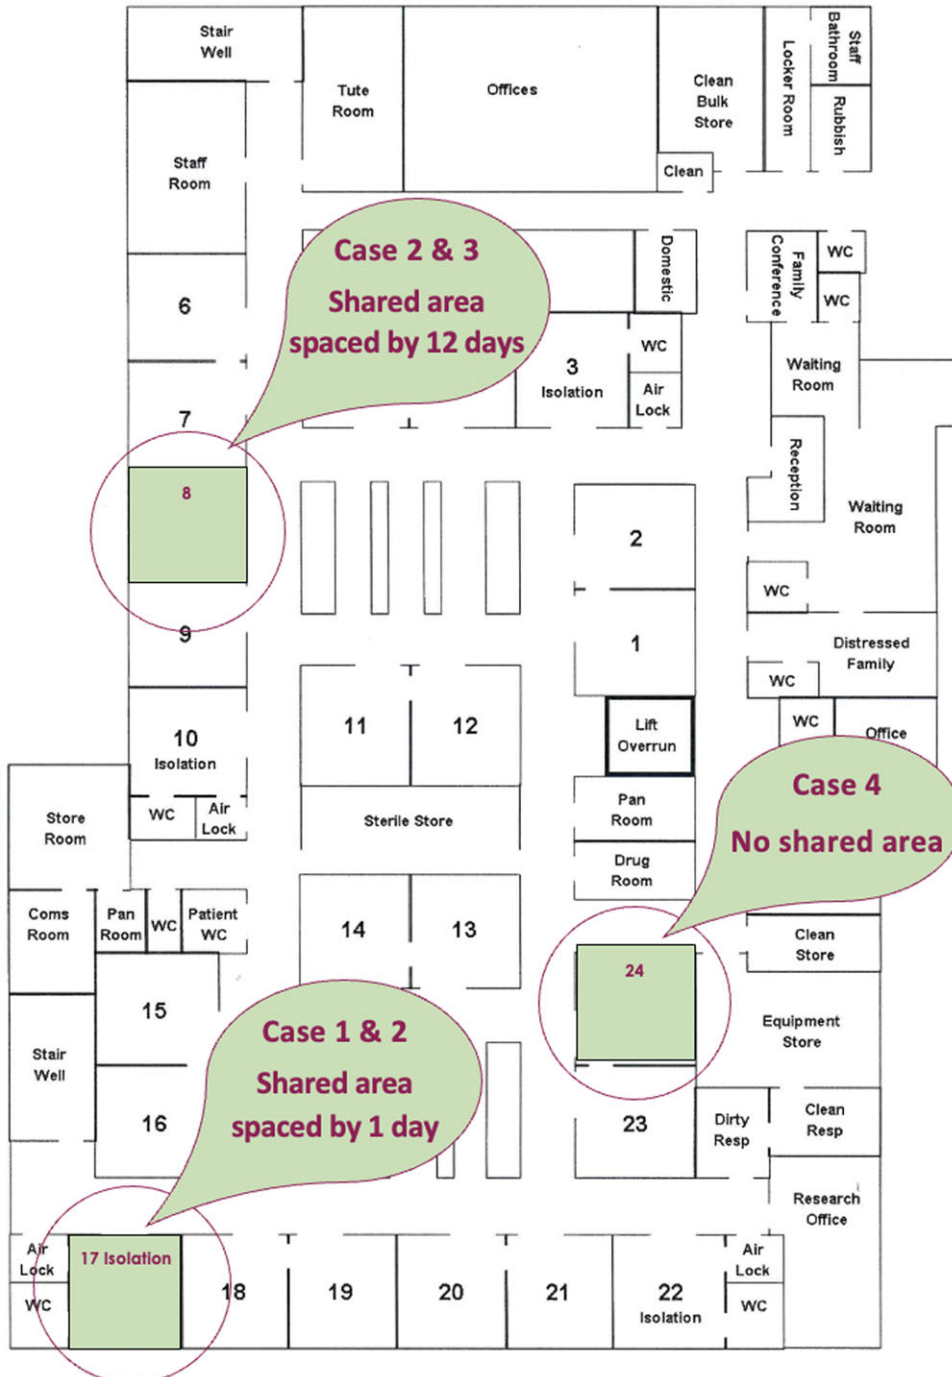 Stair
Well
Tute
Room
Offices
Clean
Bulk
Store
Locker Room
Staff
Bathroom
Rubbish
Clean
Staff
Room
Case 2 & 3
Shared area
spaced by 12 days
Domestic
Family
Conference
WC
WC
6
3
Isolation
WC
Air
Lock
Waiting
Room
7
Reception
8
Waiting
Room
2
WC
9
1
Distressed
Family
WC
10
Isolation
11
12
Lift
Overrun
WC
Office
WC
Air
Lock
Sterile Store
Pan
Room
Case 4
No shared area
Store
Room
Drug
Room
Coms
Room
Pan
Room
WC
Patient
WC
14
13
Clean
Store
24
15
Case 1 & 2
Shared area
spaced by 1 day
Equipment
Store
Stair
Well
16
23
Dirty
Resp
Clean
Resp
Research
Office
Air
Lock
WC
17 Isolation
18
19
20
21
22
Isolation
Air
Lock
WC